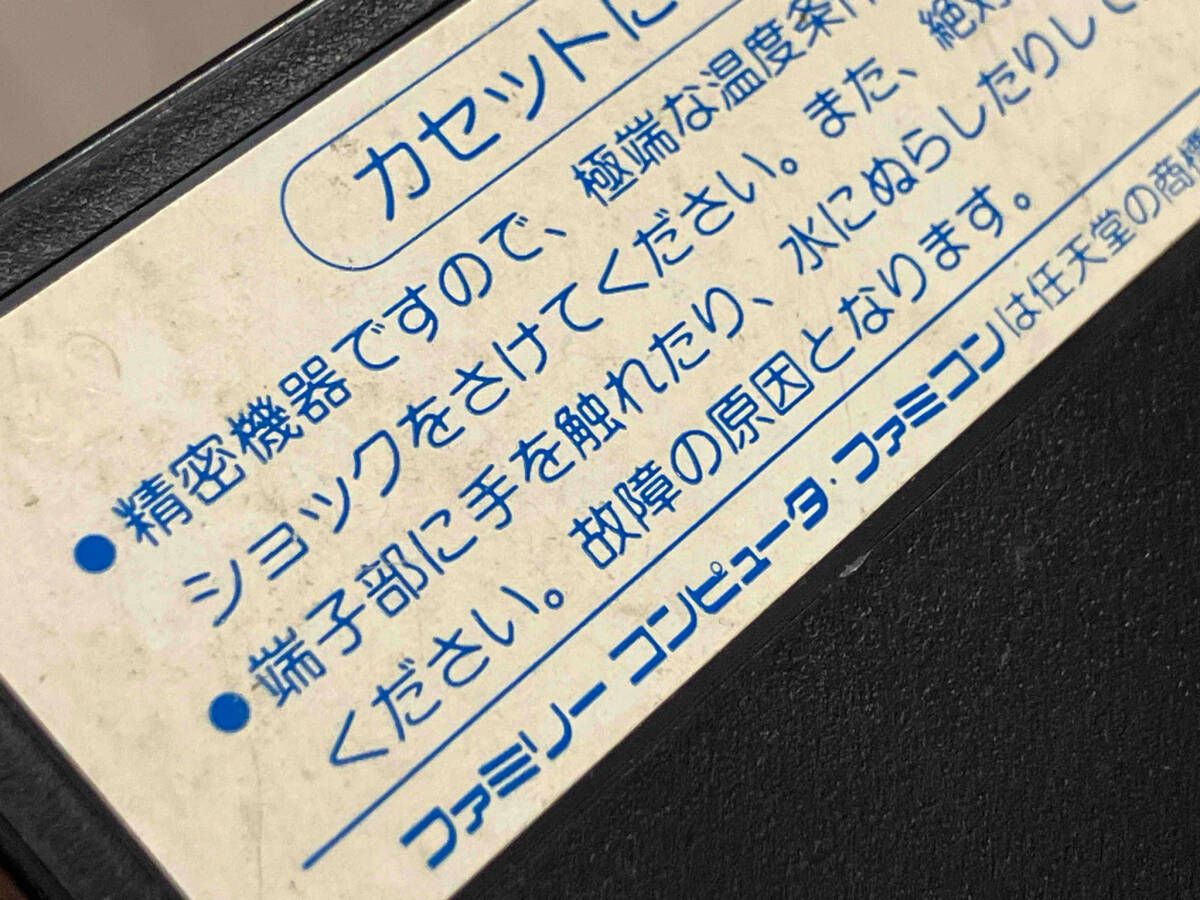 カセットに
●精密機器ですので、極端な温度条件
ショックをさけてください。また、絶対
●端子部に手を触れたり、水にぬらしたりして
ください。故障の原因となります。
ファミリーコンピュータ・ファミコンは任天堂の商標